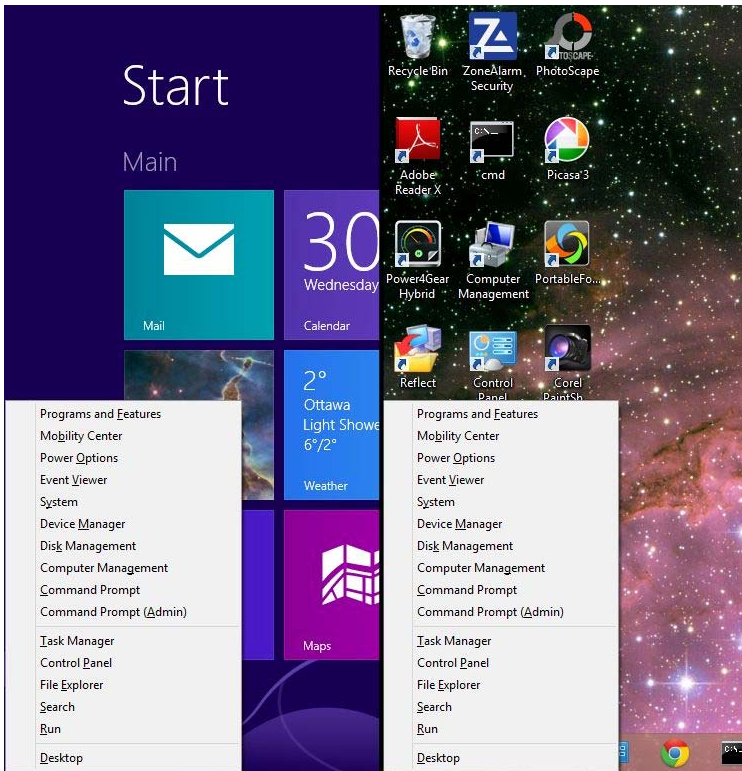 Start
Main
Mail
30
Wednesday
Calendar
2°
Ottawa
Light Showe
6°/2°
Weather
Maps
Programs and Features
Mobility Center
Power Options
Event Viewer
System
Device Manager
Disk Management
Computer Management
Command Prompt
Command Prompt (Admin)
Task Manager
Control Panel
File Explorer
Search
Run
Desktop
Recycle Bin
ZoneAlarm
Security
PhotoScape
TOSCAPE
Adobe
Reader X
C:\_
cmd
Picasa 3
Power4Gear
Hybrid
Computer
Management
PortableFo...
Reflect
Control
Panel
Corel
PaintSh...
Programs and Features
Mobility Center
Power Options
Event Viewer
System
Device Manager
Disk Management
Computer Management
Command Prompt
Command Prompt (Admin)
Task Manager
Control Panel
File Explorer
Search
Run
Desktop
C:\_